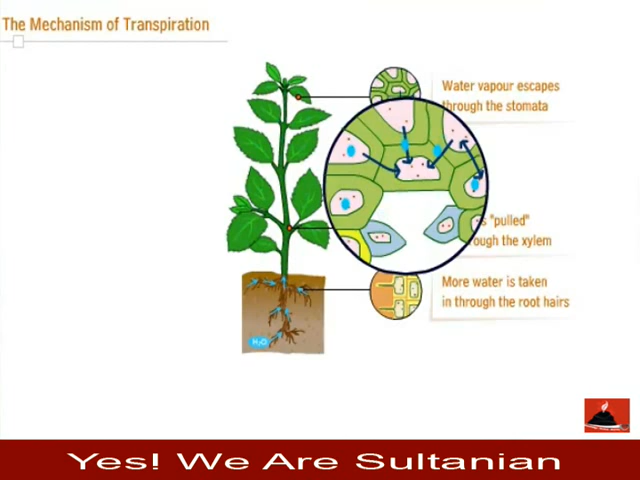 The Mechanism of Transpiration
Water vapour escapes
through the stomata
"pulled"
through the xylem
More water is taken
in through the root hairs
H₂O
Yes! We Are Sultanian